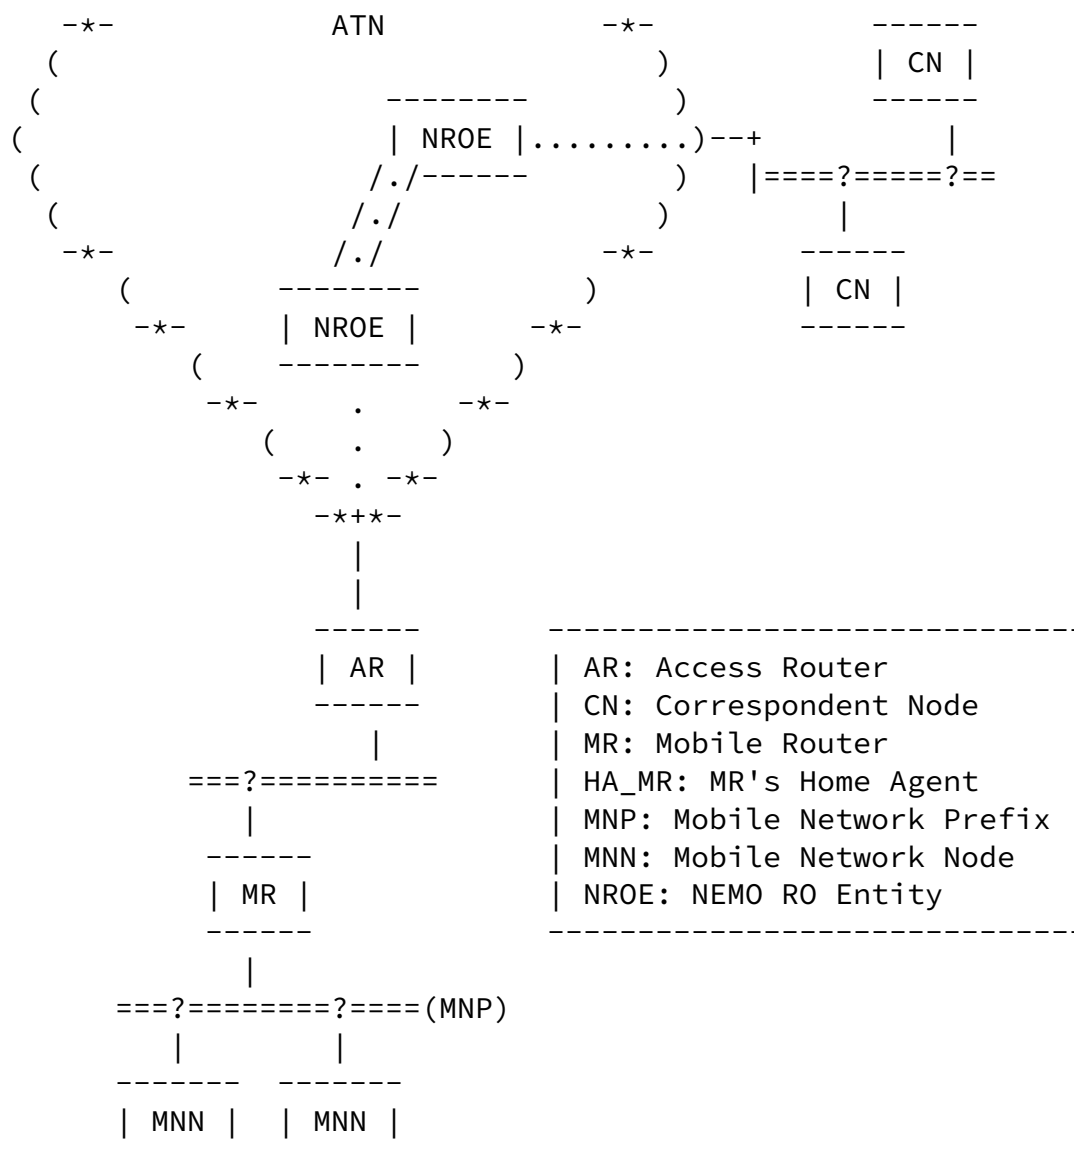 -*-            ATN            -*-            ------
   (                                 )           | CN |
  (                   --------        )          ------
 (                    | NROE |.........)--+          |
  (                  /./------        )   |====?=====?==
   (                /./              )         |
    -*-            /./            -*-        ------
       (        --------         )           | CN |
        -*-     | NROE |      -*-            ------
           (    --------     )
            -*-     .     -*-
               (    .    )
                -*- . -*-
                  -*+*-
                    |
                    |
                  ------       ------------------------------
                  | AR |       | AR: Access Router
                  ------       | CN: Correspondent Node
                     |         | MR: Mobile Router
           ===?==========      | HA_MR: MR's Home Agent
              |                | MNP: Mobile Network Prefix
            ------             | MNN: Mobile Network Node
            | MR |             | NROE: NEMO RO Entity
            ------             ------------------------------
              |
       ===?========?====(MNP)
          |        |
       -------  -------
       | MNN |  | MNN |